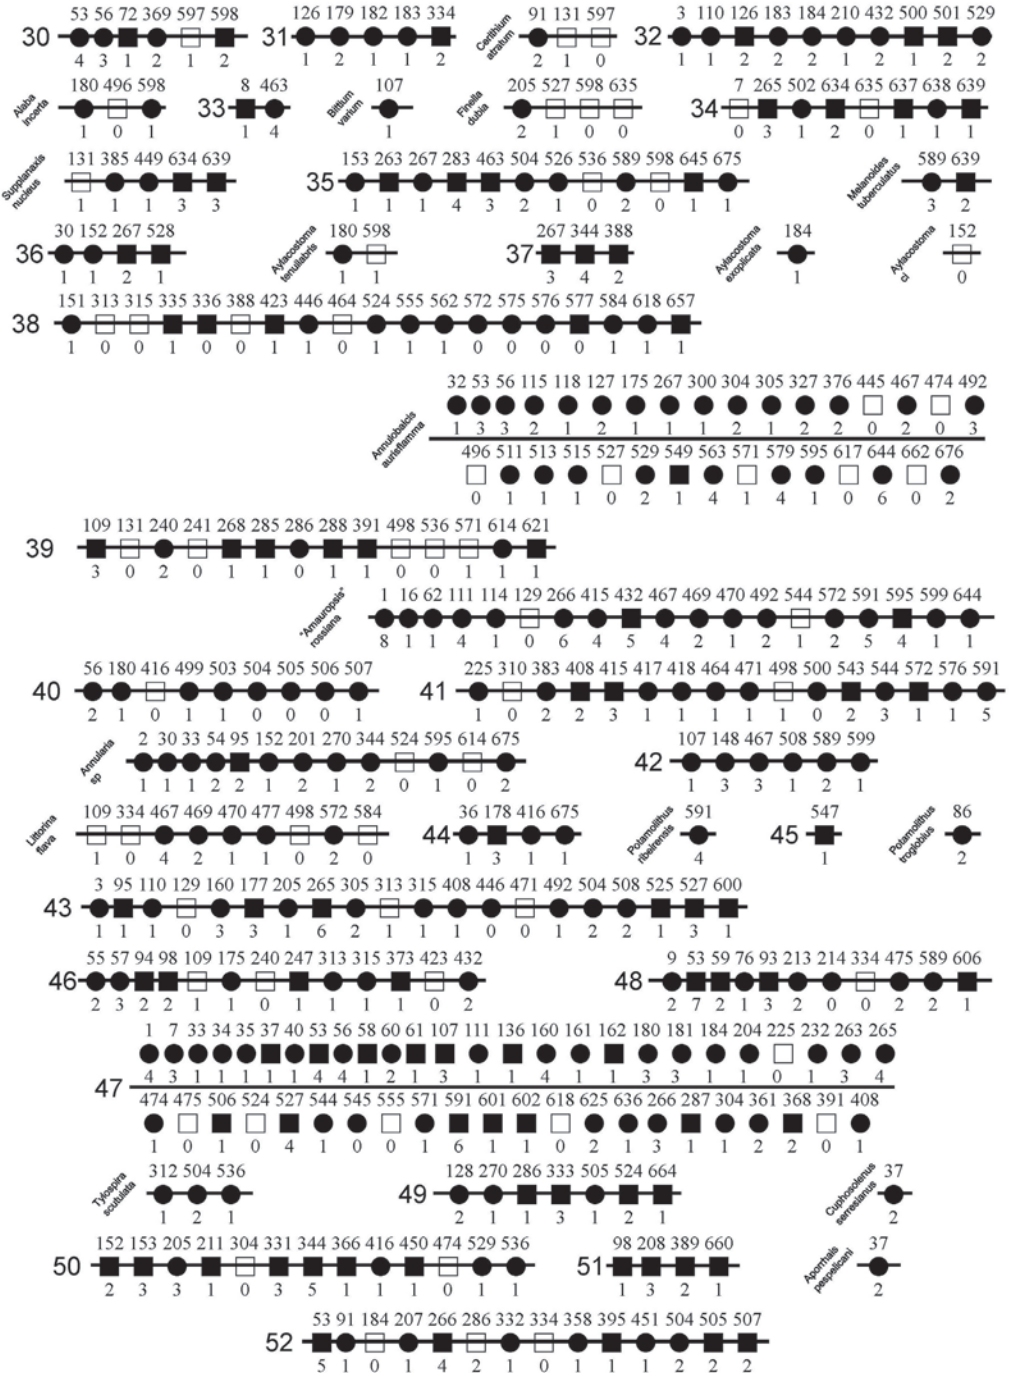 53 56 72 369 597 598
30
4 3 1 2 1 2
126 179 182 183 334
31
1 2 1 1 2
91 131 597
Cerithium atratum
2 1 0
3 110 126 183 184 210 432 500 501 529
32
1 1 2 2 2 1 2 1 2 2
180 496 598
Alaba incerta
1 0 1
8 463
33
1 4
107
Bittium varium
1
205 527 598 635
Finella dubia
2 1 0 0
7 265 502 634 635 637 638 639
34
0 3 1 2 0 1 1 1
131 385 449 634 639
Supplanaxis nucleus
1 1 1 3 3
153 263 267 283 463 504 526 536 589 598 645 675
35
1 1 1 4 3 2 1 0 2 0 1 1
589 639
Melanoides tuberculatus
3 2
30 152 267 528
36
1 1 2 1
180 598
Aylacostoma tenuilabris
1 1
267 344 388
37
3 4 2
184
Aylacostoma exoplicata
1
152
Aylacostoma ci
0
151 313 315 335 336 388 423 446 464 524 555 562 572 575 576 577 584 618 657
38
1 0 0 1 0 0 1 1 0 1 1 1 0 0 0 0 1 1 1
32 53 56 115 118 127 175 267 300 304 305 327 376 445 467 474 492
1 3 3 2 1 2 1 1 1 2 1 2 2 0 2 0 3
Annulobalcis aurisflamma
496 511 513 515 527 529 549 563 571 579 595 617 644 662 676
0 1 1 1 0 2 1 4 1 4 1 0 6 0 2
109 131 240 241 268 285 286 288 391 498 536 571 614 621
39
3 0 2 0 1 1 0 1 1 0 0 1 1 1
1 16 62 111 114 129 266 415 432 467 469 470 492 544 572 591 595 599 644
"Amauropsis" rossiana
8 1 1 4 1 0 6 4 5 4 2 1 2 1 2 5 4 1 1
56 180 416 499 503 504 505 506 507
40
2 1 0 1 1 0 0 0 1
225 310 383 408 415 417 418 464 471 498 500 543 544 572 576 591
41
1 0 2 2 3 1 1 1 1 1 0 2 3 1 1 5
2 30 33 54 95 152 201 270 344 524 595 614 675
Annularia sp
1 1 1 2 2 1 2 1 2 0 1 0 2
107 148 467 508 589 599
42
1 3 3 1 2 1
109 334 467 469 470 477 498 572 584
Littorina flava
1 0 4 2 1 1 0 2 0
36 178 416 675
44
1 3 1 1
591
Potamolithus ribeirensis
4
547
45
1
86
Potamolithus troglobius
2
3 95 110 129 160 177 205 265 305 313 315 408 446 471 492 504 508 525 527 600
43
1 1 1 0 3 3 1 6 2 1 1 1 0 0 1 2 2 1 3 1
55 57 94 98 109 175 240 247 313 315 373 423 432
46
2 3 2 2 1 1 0 1 1 1 1 0 2
9 53 59 76 93 213 214 334 475 589 606
48
2 7 2 1 3 2 0 0 2 2 1
1 7 33 34 35 37 40 53 56 58 60 61 107 111 136 160 161 162 180 181 184 204 225 232 263 265
4 3 1 1 1 1 1 4 4 1 2 1 3 1 1 4 1 1 3 3 1 1 0 1 3 4
47
474 475 506 524 527 544 545 555 571 591 601 602 618 625 636 266 287 304 361 368 391 408
1 0 1 0 4 1 0 0 1 6 1 1 0 2 1 3 1 1 2 2 0 1
312 504 536
Tylospira scutulata
1 2 1
128 270 286 333 505 524 664
49
2 1 1 3 1 2 1
37
Cuphosolenus serresianus
2
152 153 205 211 304 331 344 366 416 450 474 529 536
50
2 3 3 1 0 3 5 1 1 1 0 1 1
98 208 389 660
51
1 3 2 1
37
Aporrhais pespelicani
2
53 91 184 207 266 286 332 334 358 395 451 504 505 507
52
5 1 0 1 4 2 1 0 1 1 1 2 2 2